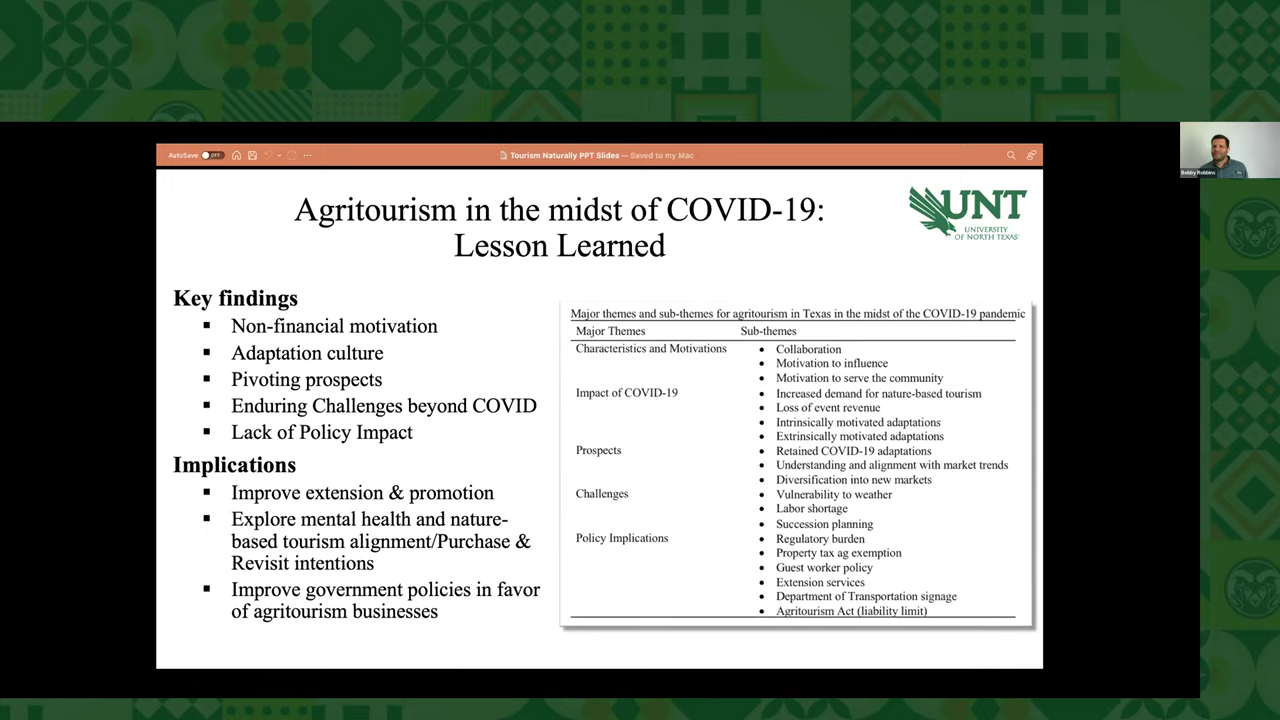 AutoSave OFF
Tourism Naturally PPT Slides — Saved to my Mac
Bobby Robbins
Agritourism in the midst of COVID-19:
Lesson Learned
UNT
UNIVERSITY
OF NORTH TEXAS
Key findings
Non-financial motivation
Adaptation culture
Pivoting prospects
Enduring Challenges beyond COVID
Lack of Policy Impact
Implications
Improve extension & promotion
Explore mental health and nature-
based tourism alignment/Purchase &
Revisit intentions
Improve government policies in favor
of agritourism businesses
Major themes and sub-themes for agritourism in Texas in the midst of the COVID-19 pandemic
Major Themes Sub-themes
Characteristics and Motivations • Collaboration
• Motivation to influence
• Motivation to serve the community
Impact of COVID-19 • Increased demand for nature-based tourism
• Loss of event revenue
• Intrinsically motivated adaptations
• Extrinsically motivated adaptations
Prospects • Retained COVID-19 adaptations
• Understanding and alignment with market trends
• Diversification into new markets
Challenges • Vulnerability to weather
• Labor shortage
• Succession planning
Policy Implications • Regulatory burden
• Property tax ag exemption
• Guest worker policy
• Extension services
• Department of Transportation signage
• Agritourism Act (liability limit)